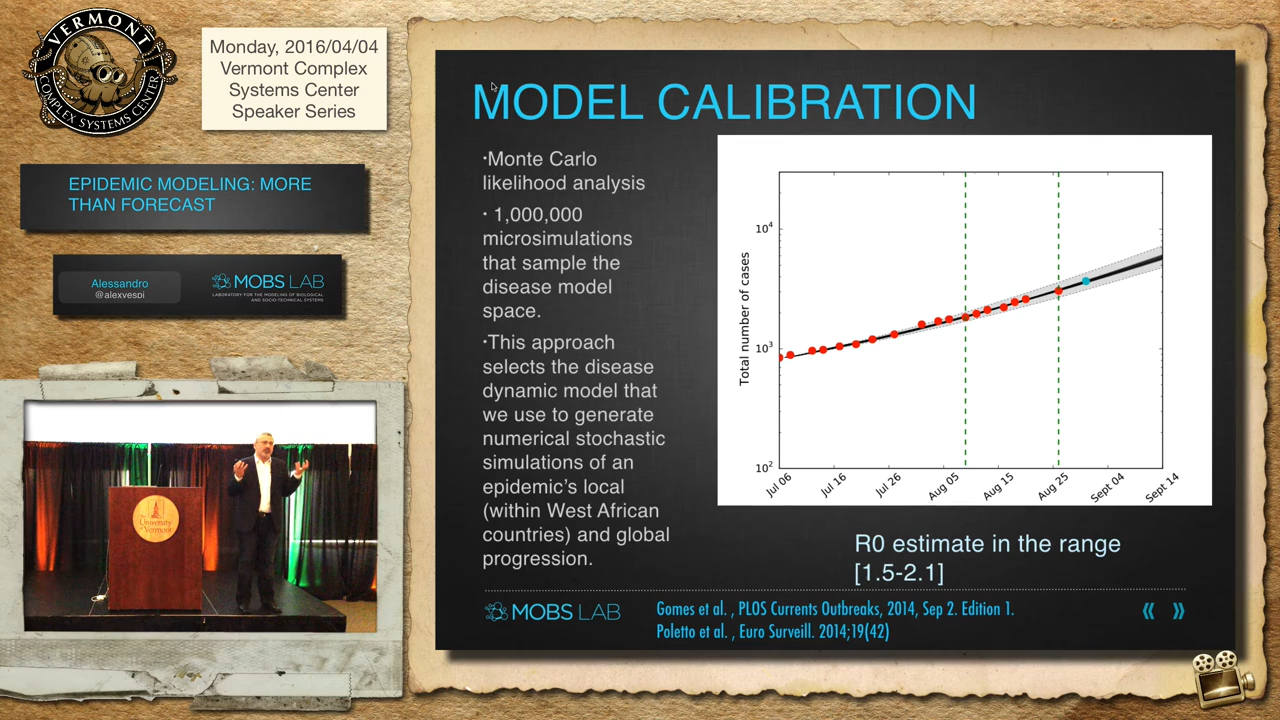 VERMONT
COMPLEX SYSTEMS CENTER
Monday, 2016/04/04
Vermont Complex
Systems Center
Speaker Series
EPIDEMIC MODELING: MORE
THAN FORECAST
Alessandro
@alexvespi
MOBS LAB
LABORATORY FOR THE MODELING OF BIOLOGICAL
AND SOCIO-TECHNICAL SYSTEMS
The
University
of Vermont
MODEL CALIBRATION
·Monte Carlo
likelihood analysis
· 1,000,000
microsimulations
that sample the
disease model
space.
·This approach
selects the disease
dynamic model that
we use to generate
numerical stochastic
simulations of an
epidemic’s local
(within West African
countries) and global
progression.
Total number of cases
10⁴
10³
10²
Jul 06
Jul 16
Jul 26
Aug 05
Aug 15
Aug 25
Sept 04
Sept 14
R0 estimate in the range
[1.5-2.1]
MOBS LAB
Gomes et al. , PLOS Currents Outbreaks, 2014, Sep 2. Edition 1.
Poletto et al. , Euro Surveill. 2014;19(42)
« »